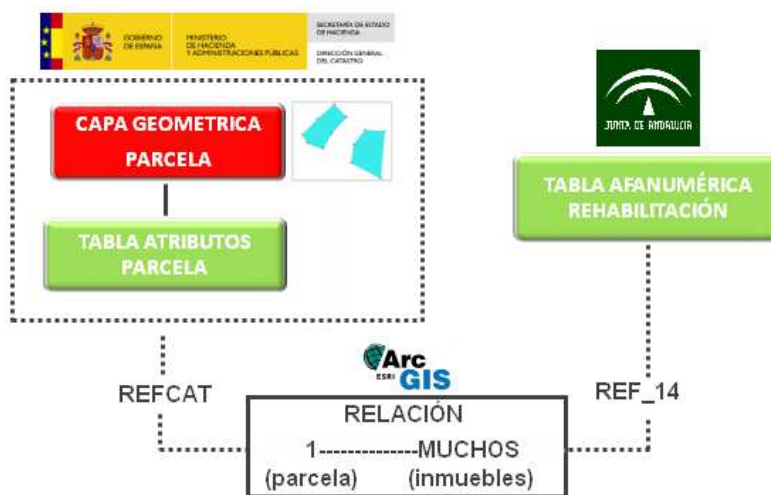 GOBIERNO
DE ESPAÑA
MINISTERIO
DE HACIENDA
Y ADMINISTRACIONES PÚBLICAS
SECRETARÍA DE ESTADO
DE HACIENDA
DIRECCIÓN GENERAL
DEL CATASTRO
CAPA GEOMETRICA
PARCELA
JUNTA DE ANDALUCIA
TABLA AFANUMÉRICA
REHABILITACIÓN
TABLA ATRIBUTOS
PARCELA
Arc
ESRI GIS
REFCAT
REF_14
RELACIÓN
1--------------MUCHOS
(parcela) (inmuebles)